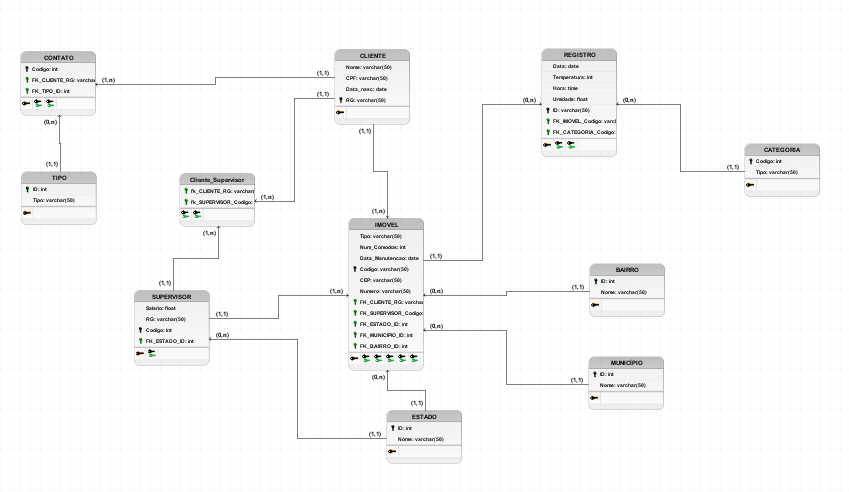 CONTATO
Codigo: int
FK_CLIENTE_RG: varchar
FK_TIPO_ID: int
(1,n)
(0,n)
(1,1)
TIPO
ID: int
Tipo: varchar(50)
CLIENTE
Nome: varchar(50)
CPF: varchar(50)
Data_nasc: date
RG: varchar(50)
(1,1)
(1,1)
(1,1)
REGISTRO
Data: date
Temperatura: int
Hora: time
Unidade: float
ID: varchar(50)
FK_IMOVEL_Codigo: varc
FK_CATEGORIA_Codigo:
(0,n)
(0,n)
CATEGORIA
Codigo: int
Tipo: varchar(50)
(1,1)
Cliente_Supervisor
fk_CLIENTE_RG: varchar
fk_SUPERVISOR_Codigo:
(1,n)
(1,n)
(1,1)
SUPERVISOR
Salario: float
RG: varchar(50)
Codigo: int
FK_ESTADO_ID: int
(1,1)
(0,n)
(1,n)
IMOVEL
Tipo: varchar(50)
Num_Comodos: int
Data_Manutencao: date
Codigo: varchar(50)
CEP: varchar(50)
Numero: varchar(50)
FK_CLIENTE_RG: varchar
FK_SUPERVISOR_Codigo:
FK_ESTADO_ID: int
FK_MUNICÍPIO_ID: int
FK_BAIRRO_ID: int
(1,n)
(1,1)
(0,n)
(0,n)
(0,n)
BAIRRO
ID: int
Nome: varchar(50)
(1,1)
MUNICÍPIO
ID: int
Nome: varchar(50)
(1,1)
(1,1)
(1,1)
ESTADO
ID: int
Nome: varchar(50)